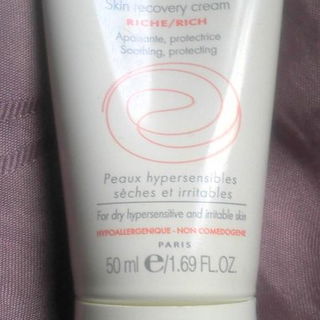 Skin recovery cream
RICHE/RICH
Apaisante, protectrice
Soothing, protecting
Peaux hypersensibles
sèches et irritables
For dry hypersensitive and irritable skin
HYPOALLERGENIQUE - NON COMEDOGENE
PARIS
50 ml e/1.69 FL.OZ.